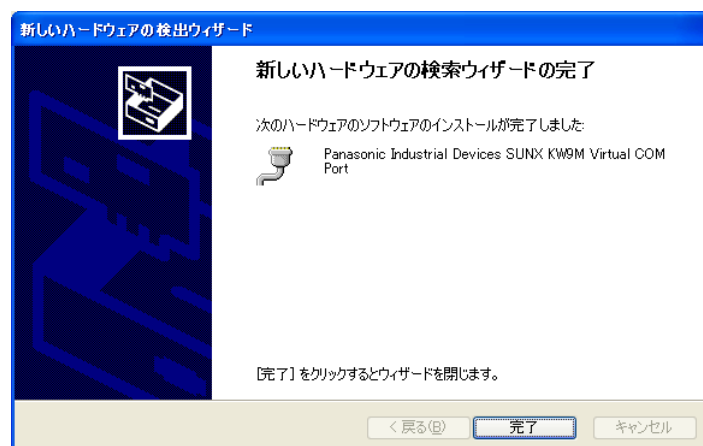 新しいハードウェアの検出ウィザード
新しいハードウェアの検索ウィザードの完了
次のハードウェアのソフトウェアのインストールが完了しました:
Panasonic Industrial Devices SUNX KW9M Virtual COM
Port
[完了] をクリックするとウィザードを閉じます。
< 戻る(B)
完了
キャンセル